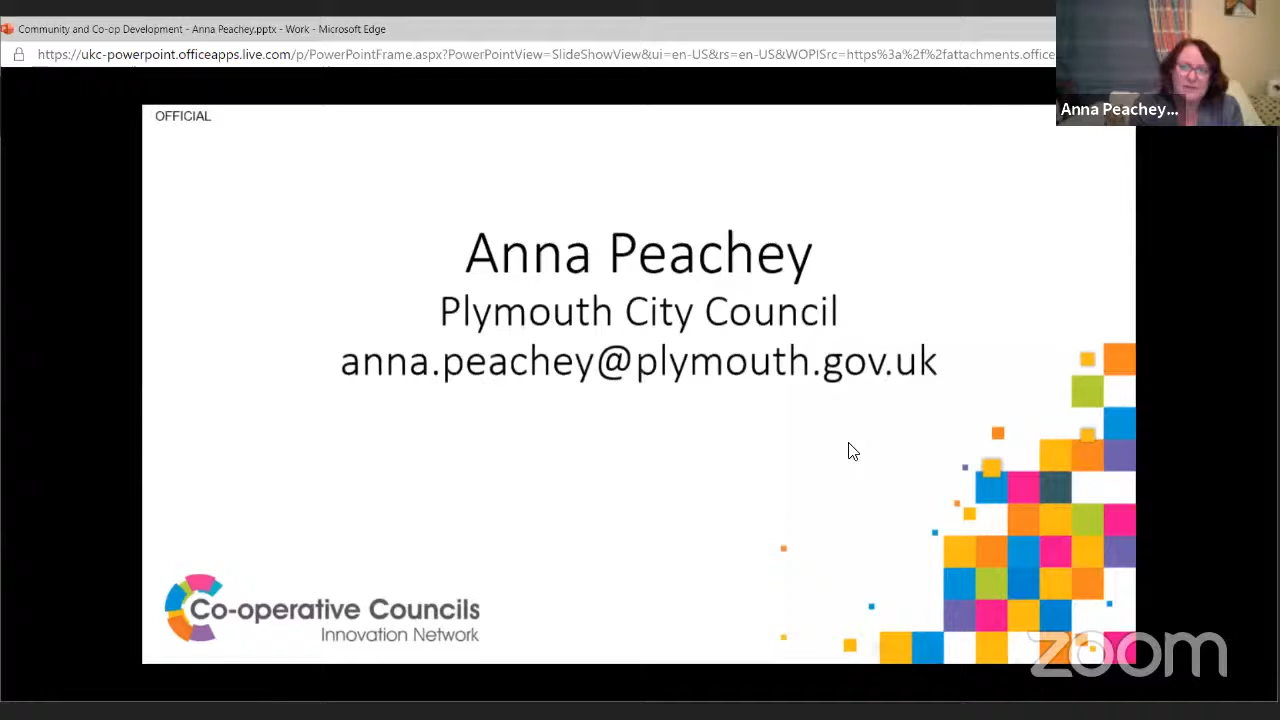 Community and Co-op Development - Anna Peachey.pptx - Work - Microsoft Edge
https://ukc-powerpoint.officeapps.live.com/p/PowerPointFrame.aspx?PowerPointView=SlideShowView&ui=en-US&rs=en-US&WOPISrc=https%3a%2f%2fattachments.office
Anna Peachey...
OFFICIAL
Anna Peachey
Plymouth City Council
anna.peachey@plymouth.gov.uk
Co-operative Councils
Innovation Network
zoom